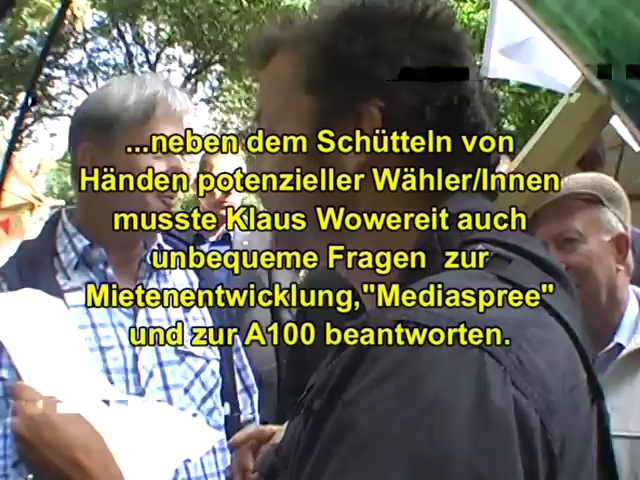 ...neben dem Schütteln von
Händen potenzieller Wähler/Innen
musste Klaus Wowereit auch
unbequeme Fragen zur
Mietenentwicklung,"Mediaspree"
und zur A100 beantworten.